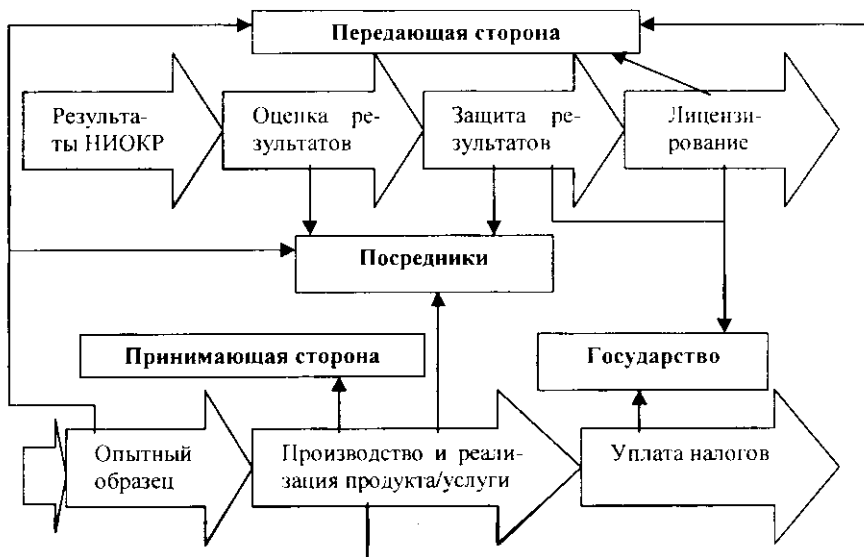 Передающая сторона
Результа-
ты НИОКР
Оценка ре-
зультатов
Защита ре-
зультатов
Лицензи-
рование
Посредники
Принимающая сторона
Государство
Опытный
образец
Производство и реали-
зация продукта/услуги
Уплата налогов